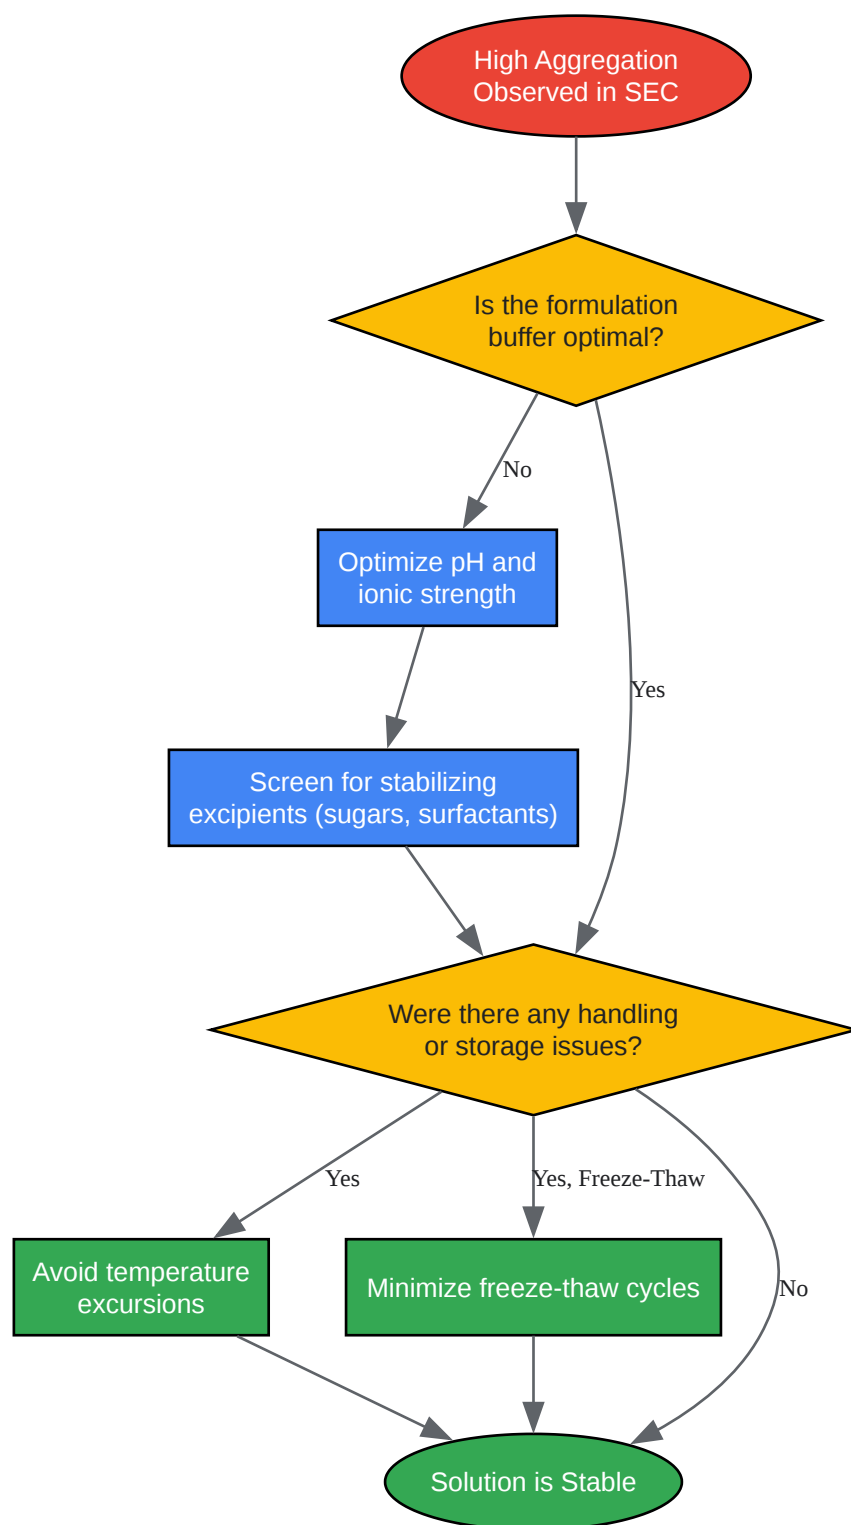 High Aggregation
Observed in SEC
Is the formulation
buffer optimal?
No
Optimize pH and
ionic strength
Yes
Screen for stabilizing
excipients (sugars, surfactants)
Were there any handling
or storage issues?
Yes
Yes, Freeze-Thaw
Avoid temperature
excursions
Minimize freeze-thaw cycles
No
Solution is Stable